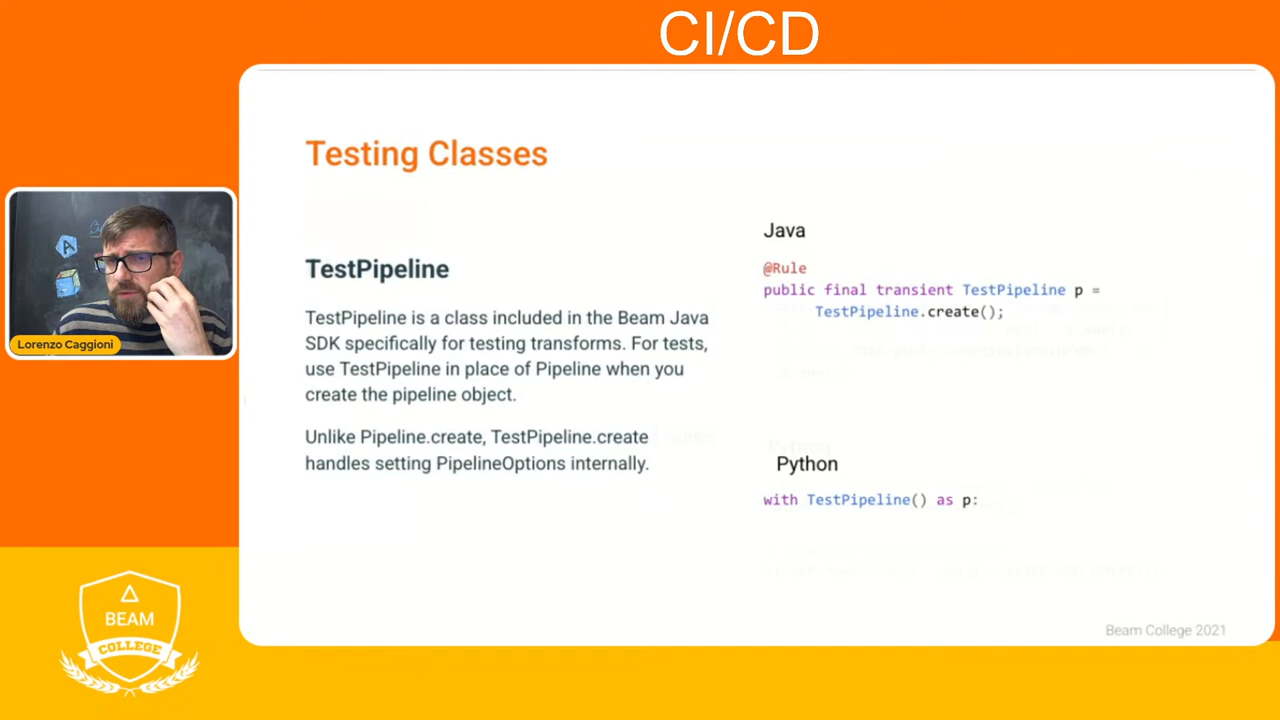 CI/CD
Testing Classes
TestPipeline
TestPipeline is a class included in the Beam Java
SDK specifically for testing transforms. For tests,
use TestPipeline in place of Pipeline when you
create the pipeline object.
Unlike Pipeline.create, TestPipeline.create
handles setting PipelineOptions internally.
Java
@Rule
public final transient TestPipeline p =
TestPipeline.create();
Python
Python
with TestPipeline() as p:
Lorenzo Caggioni
BEAM
COLLEGE
Beam College 2021